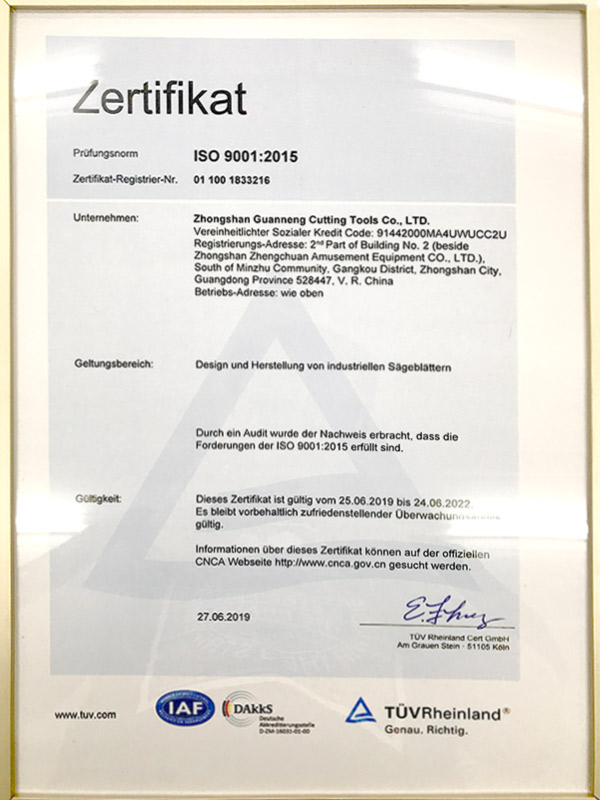 Zertifikat
Prüfungsnorm ISO 9001:2015
Zertifikat-Registrier-Nr. 01 100 1833216
Unternehmen: Zhongshan Guanneng Cutting Tools Co., LTD.
Vereinheitlichter Sozialer Kredit Code: 91442000MA4UWUCC2U
Registrierungs-Adresse: 2nd Part of Building No. 2 (beside
Zhongshan Zhengchuan Amusement Equipment CO., LTD.),
South of Minzhu Community, Gangkou District, Zhongshan City,
Guangdong Province 528447, V. R. China
Betriebs-Adresse: wie oben
Geltungsbereich: Design und Herstellung von industriellen Sägeblättern
Durch ein Audit wurde der Nachweis erbracht, dass die
Forderungen der ISO 9001:2015 erfüllt sind.
Gültigkeit: Dieses Zertifikat ist gültig vom 25.06.2019 bis 24.06.2022.
Es bleibt vorbehaltlich zufriedenstellender
gültig.
Informationen über dieses Zertifikat können auf der offiziellen
CNCA Webseite http://www.cnca.gov.cn gesucht werden.
27.06.2019
TÜV Rheinland Cert GmbH
Am Grauen Stein · 51105 Köln
www.tuv.com
IAF
DAkkS
Deutsche
Akkreditierungsstelle
D-ZM-16031-01-00
TÜVRheinland®
Genau. Richtig.